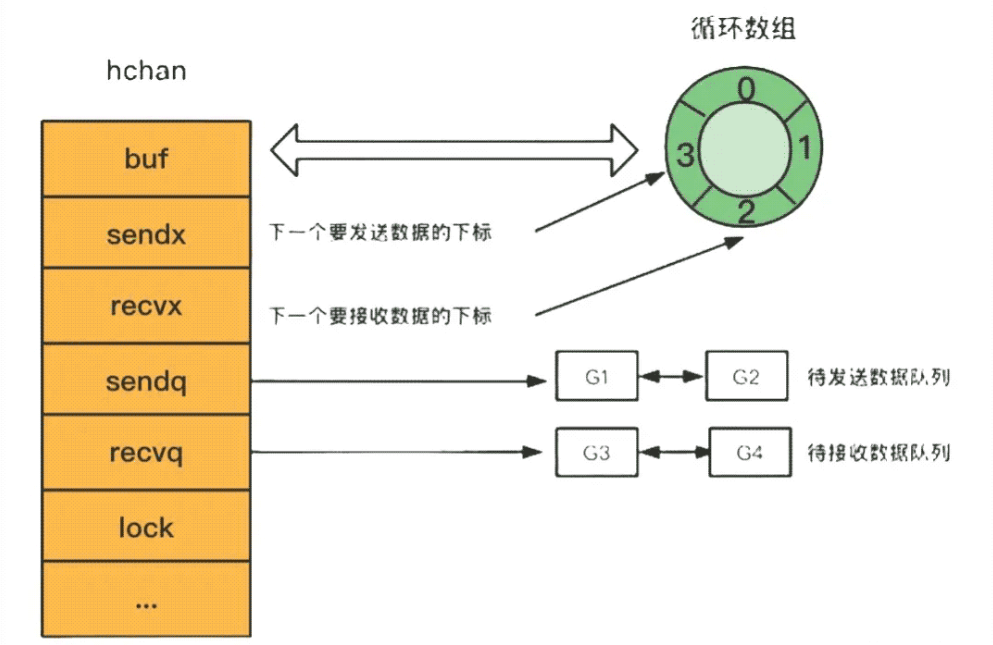 循环数组
hchan
buf
0
1
2
3
sendx
下一个要发送数据的下标
recvx
下一个要接收数据的下标
sendq
G1
G2
待发送数据队列
recvq
G3
G4
待接收数据队列
lock
...